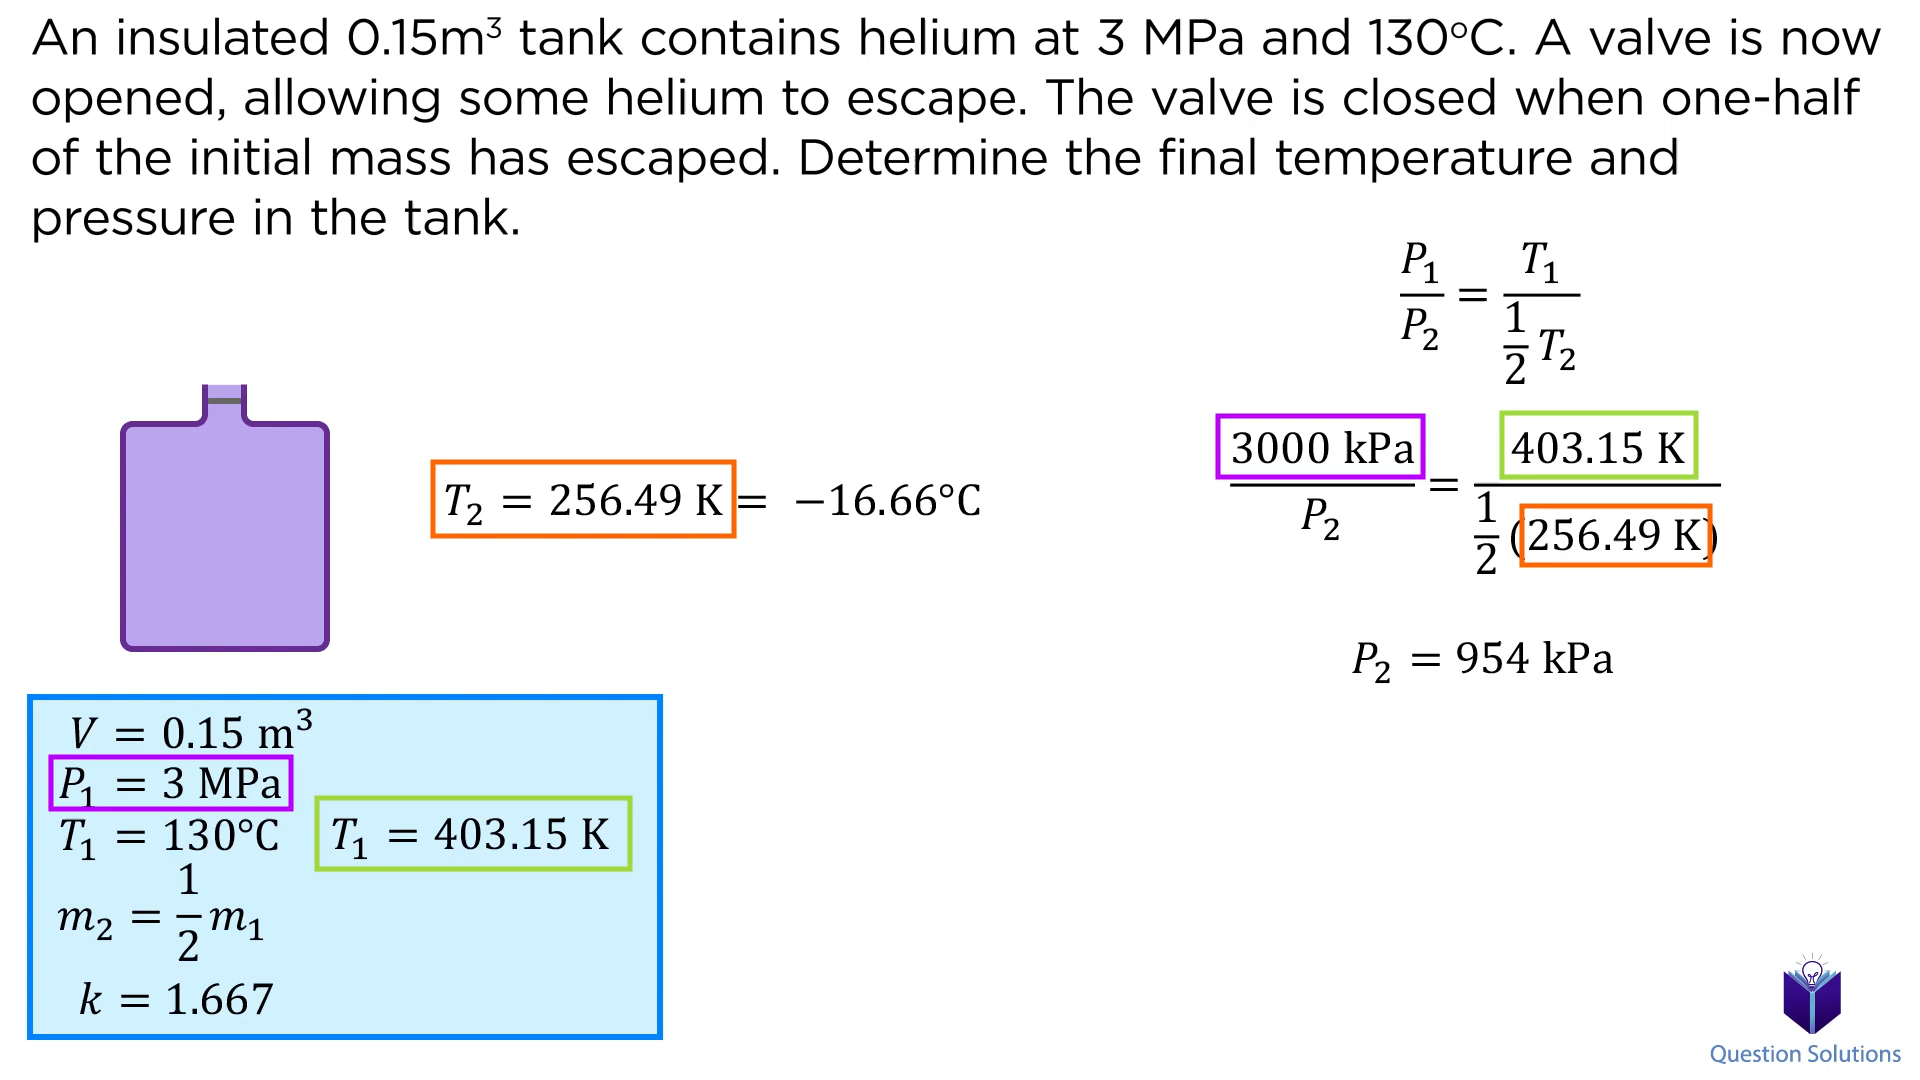 An insulated 0.15m³ tank contains helium at 3 MPa and 130°C. A valve is now
opened, allowing some helium to escape. The valve is closed when one-half
of the initial mass has escaped. Determine the final temperature and
pressure in the tank.
P₁/P₂ = T₁/(1/2 T₂)
3000 kPa/P₂ = 403.15 K/(1/2 (256.49 K))
T₂ = 256.49 K = −16.66°C
P₂ = 954 kPa
V = 0.15 m³
P₁ = 3 MPa
T₁ = 130°C T₁ = 403.15 K
m₂ = 1/2 m₁
k = 1.667
Question Solutions